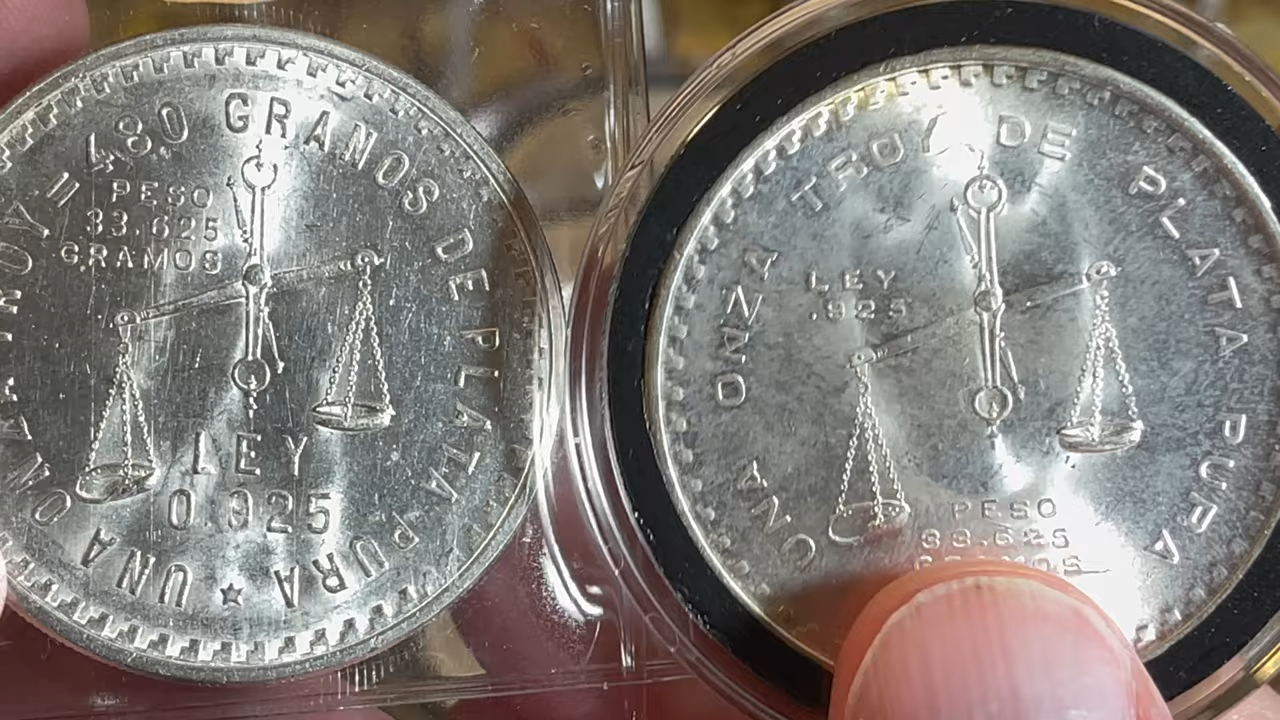 UNA ONZA TROY = 480 GRANOS DE PLATA PURA
PESO
33.625
GRAMOS
LEY
0.925
UNA ONZA TROY DE PLATA PURA
LEY
.925
PESO
33.625
GRAMOS